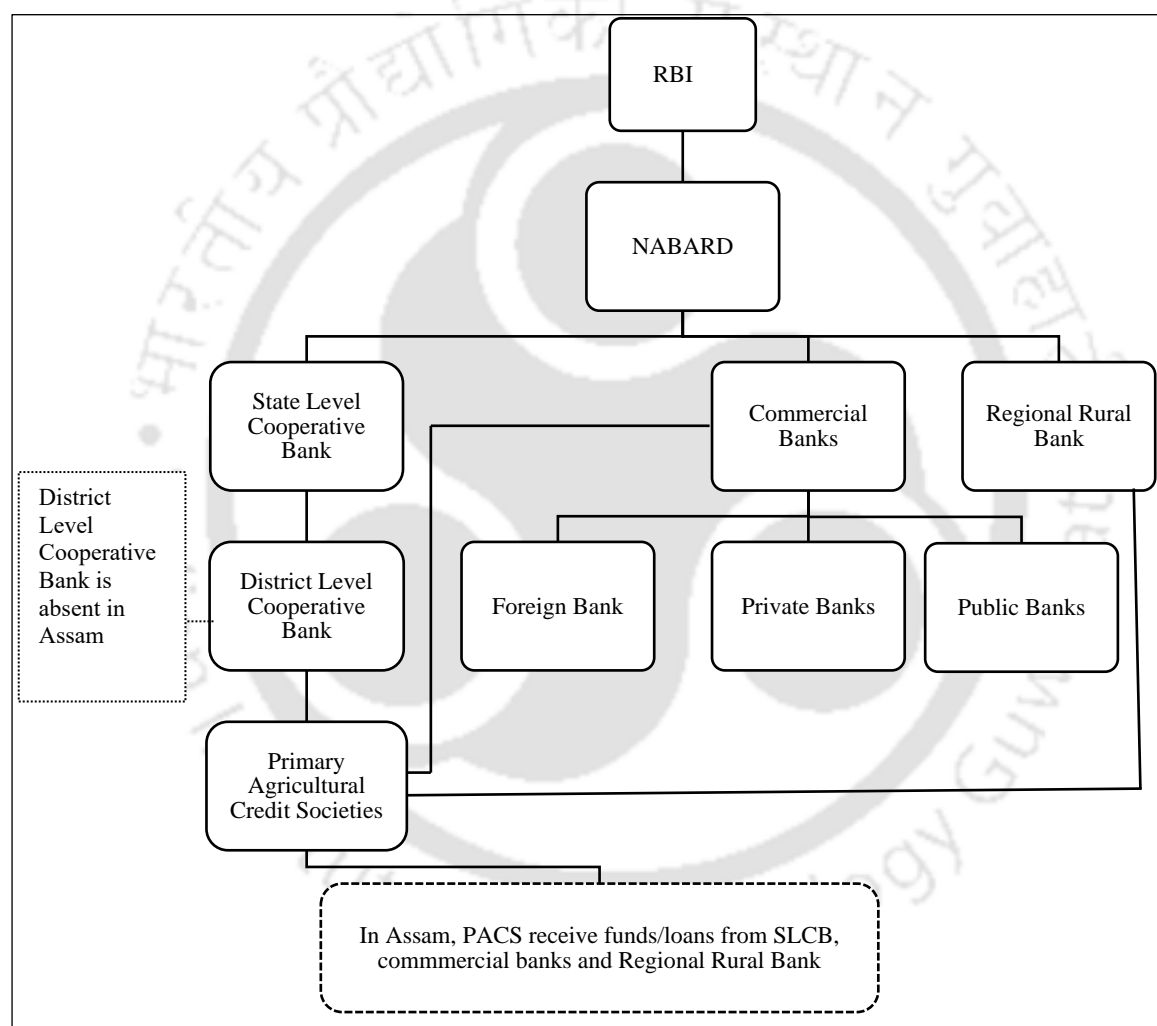 भारतीय प्रौद्योगिकी
RBI
NABARD
State Level
Cooperative
Bank
Commercial
Banks
Regional Rural
Bank
District
Level
Cooperative
Bank is
absent in
Assam
District Level
Cooperative
Bank
Foreign Bank
Private Banks
Public Banks
Primary
Agricultural
Credit Societies
In Assam, PACS receive funds/loans from SLCB,
commmercial banks and Regional Rural Bank